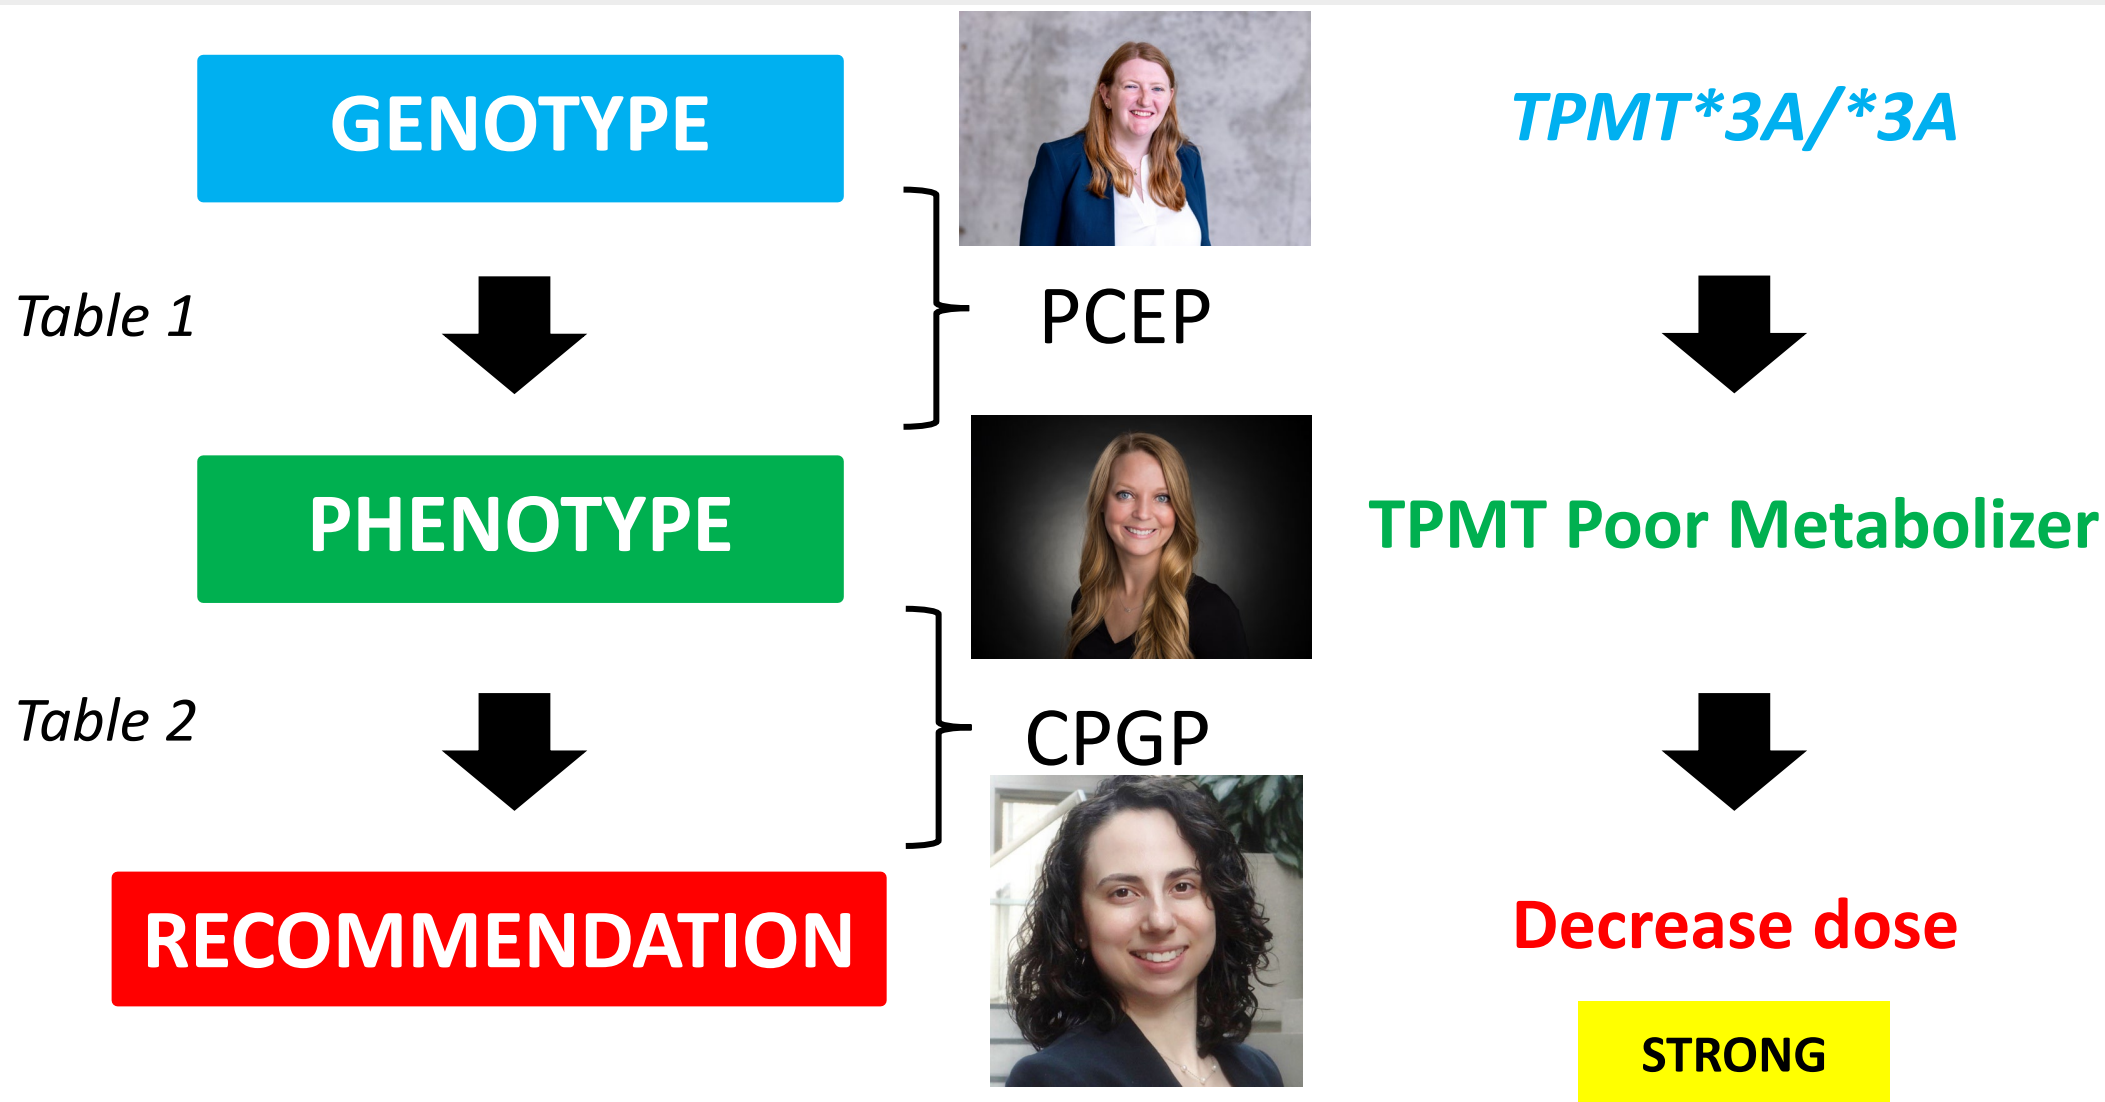 GENOTYPE
TPMT*3A/*3A
Table 1
PCEP
PHENOTYPE
TPMT Poor Metabolizer
Table 2
CPGP
RECOMMENDATION
Decrease dose
STRONG